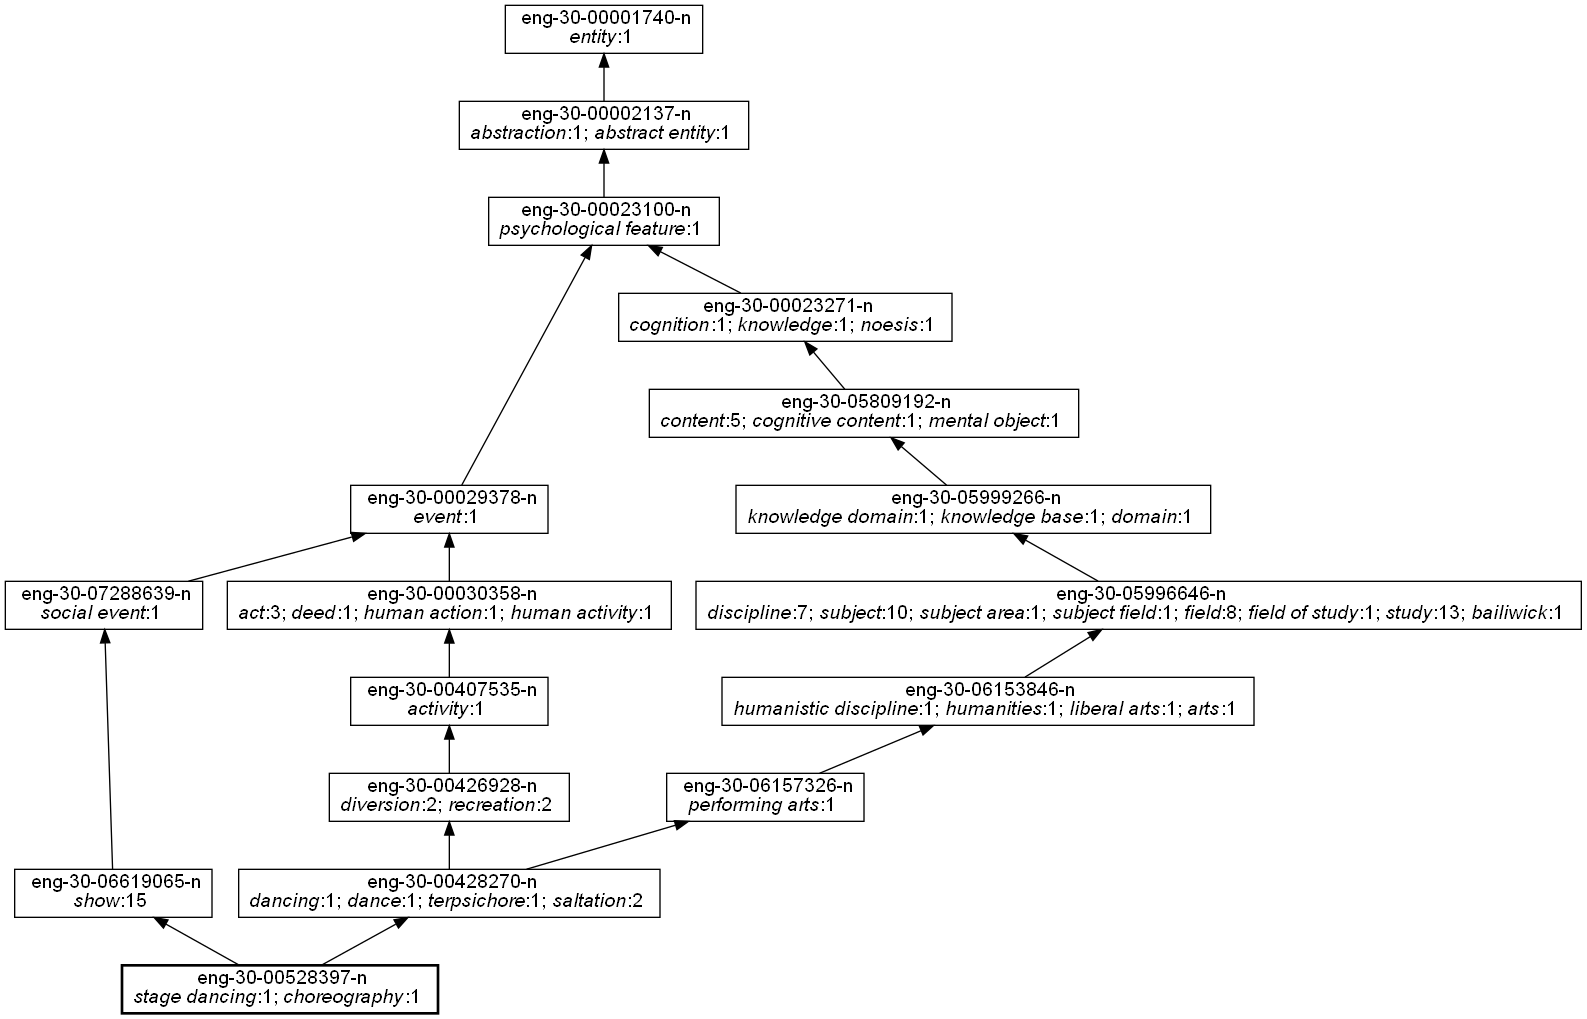 eng-30-00001740-n
entity:1
eng-30-00002137-n
abstraction:1; abstract entity:1
eng-30-00023100-n
psychological feature:1
eng-30-00023271-n
cognition:1; knowledge:1; noesis:1
eng-30-05809192-n
content:5; cognitive content:1; mental object:1
eng-30-00029378-n
event:1
eng-30-05999266-n
knowledge domain:1; knowledge base:1; domain:1
eng-30-07288639-n
social event:1
eng-30-00030358-n
act:3; deed:1; human action:1; human activity:1
eng-30-05996646-n
discipline:7; subject:10; subject area:1; subject field:1; field:8; field of study:1; study:13; bailiwick:1
eng-30-00407535-n
activity:1
eng-30-06153846-n
humanistic discipline:1; humanities:1; liberal arts:1; arts:1
eng-30-00426928-n
diversion:2; recreation:2
eng-30-06157326-n
performing arts:1
eng-30-06619065-n
show:15
eng-30-00428270-n
dancing:1; dance:1; terpsichore:1; saltation:2
eng-30-00528397-n
stage dancing:1; choreography:1